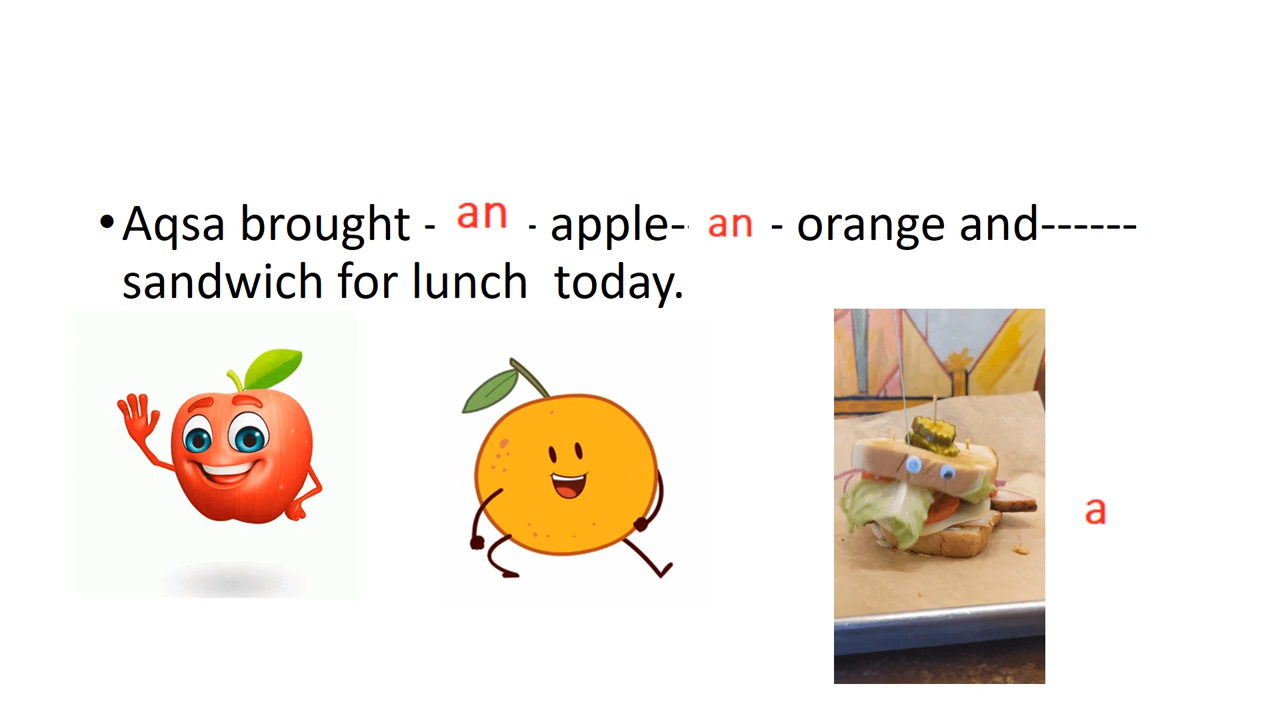 •Aqsa brought - an - apple-- an - orange and------
sandwich for lunch  today.
a